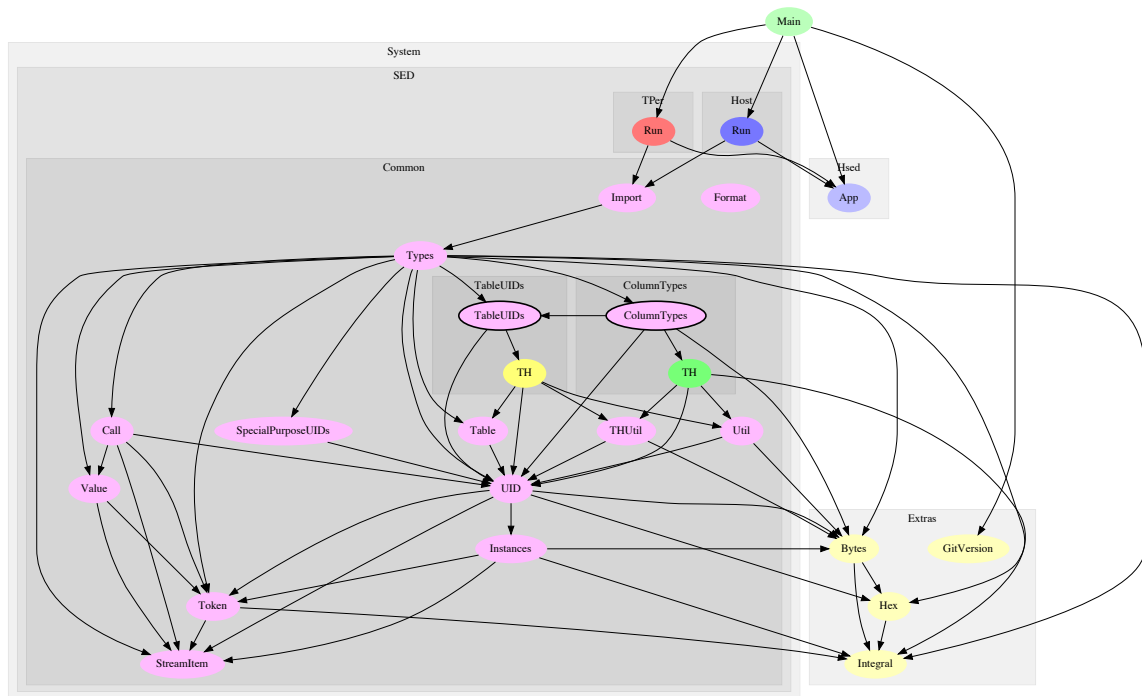 Main
System
SED
TPer
Host
Run
Run
Common
Hsed
Import
Format
App
Types
TableUIDs
ColumnTypes
TableUIDs
ColumnTypes
TH
TH
Call
SpecialPurposeUIDs
Table
THUtil
Util
Value
UID
Extras
Instances
Bytes
GitVersion
Token
Hex
StreamItem
Integral